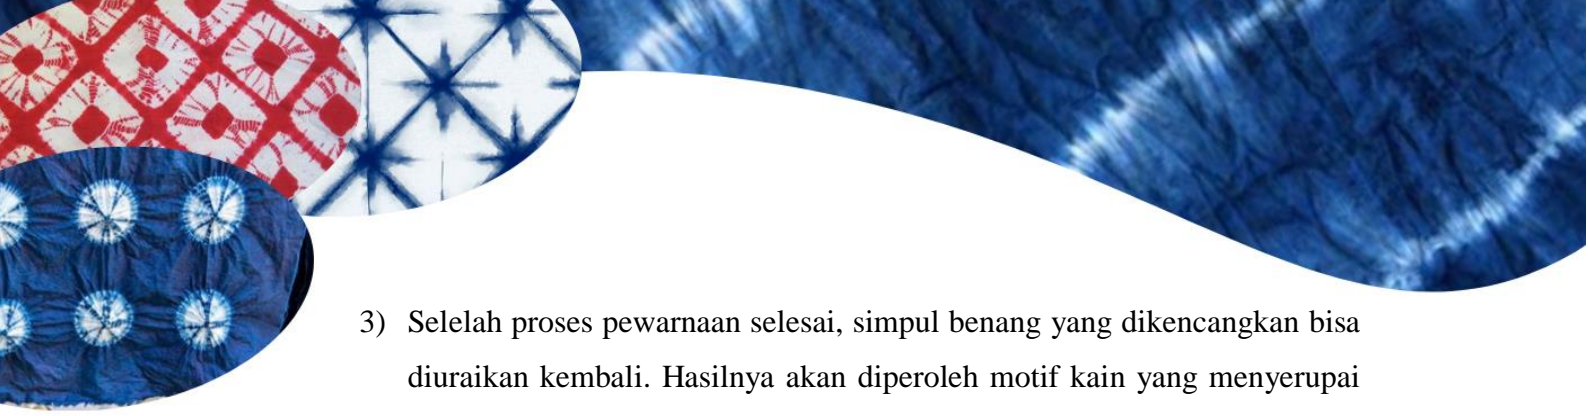 3) Selelah proses pewarnaan selesai, simpul benang yang dikencangkan bisa
diuraikan kembali. Hasilnya akan diperoleh motif kain yang menyerupai